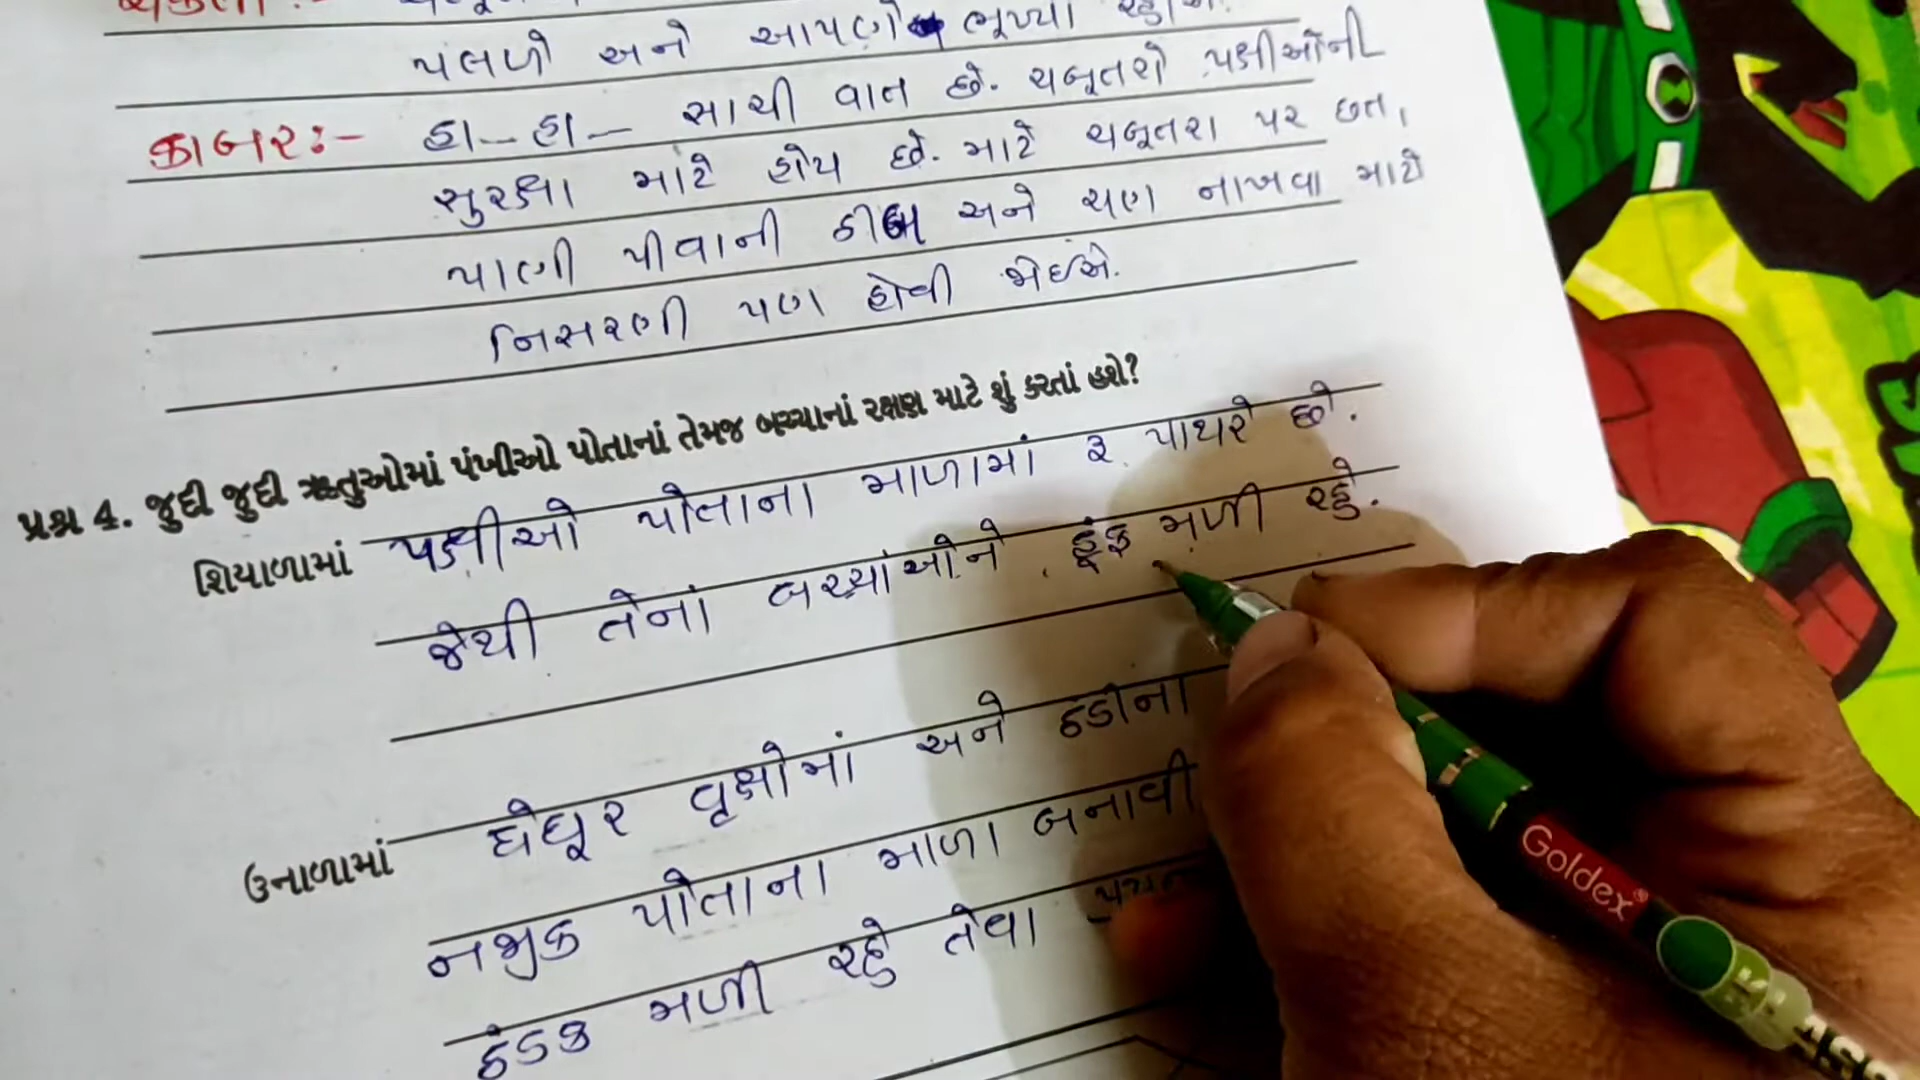 પલળી અને આપણે ભૂખ્યા
કાબર:- હા-હા- સાચી વાત છે. ચબૂતરો પક્ષીઓની
સુરક્ષા માટે હોય છે. માટે ચબૂતરા પર છત,
પાણી પીવાની ઠીબ અને ચણ નાખવા માટે
નિસરણી પણ હોવી જોઈએ.
પ્રશ્ન 4. જુદી જુદી ઋતુઓમાં પંખીઓ પોતાનાં તેમજ બચ્ચાનાં રક્ષણ માટે શું કરતાં હશે?
શિયાળામાં પક્ષીઓ પોતાના માળામાં રૂ પાથરે છે.
જેથી તેનાં બચ્ચાંઓને હૂંફ મળી રહે.
ઉનાળામાં ઘેઘૂર વૃક્ષોમાં અને ઠંડીના
નજીક પોતાના માળા બનાવી
ઠંડક મળી રહે તેવા
Goldex